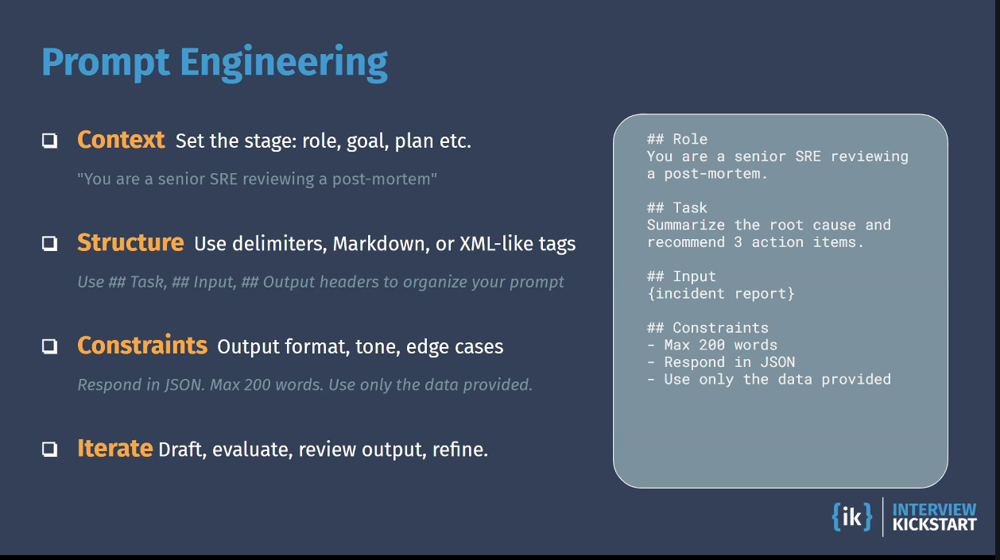 Prompt Engineering
Context Set the stage: role, goal, plan etc.
"You are a senior SRE reviewing a post-mortem"
Structure Use delimiters, Markdown, or XML-like tags
Use ## Task, ## Input, ## Output headers to organize your prompt
Constraints Output format, tone, edge cases
Respond in JSON. Max 200 words. Use only the data provided.
Iterate Draft, evaluate, review output, refine.
## Role
You are a senior SRE reviewing
a post-mortem.
## Task
Summarize the root cause and
recommend 3 action items.
## Input
{incident report}
## Constraints
- Max 200 words
- Respond in JSON
- Use only the data provided
{ik}
INTERVIEW
KICKSTART